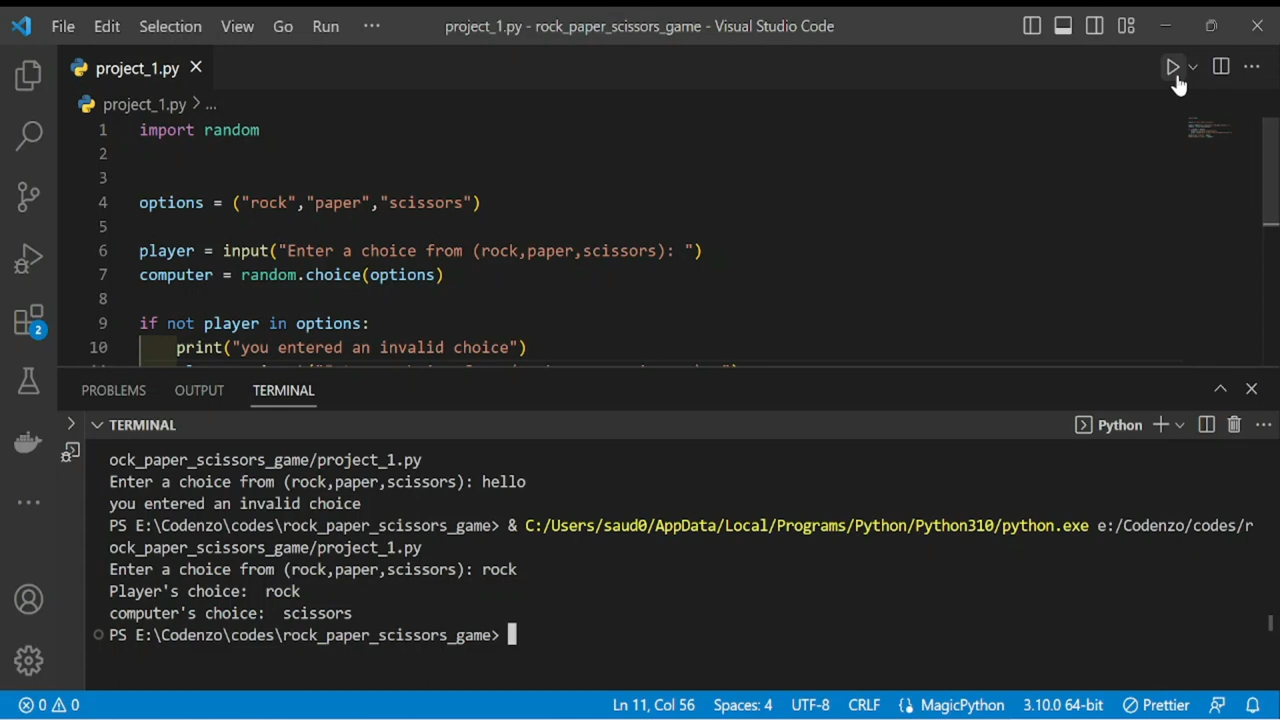 File Edit Selection View Go Run ··· project_1.py - rock_paper_scissors_game - Visual Studio Code
project_1.py
project_1.py > ...
1 import random
2
3
4 options = ("rock","paper","scissors")
5
6 player = input("Enter a choice from (rock,paper,scissors): ")
7 computer = random.choice(options)
8
9 if not player in options:
10 print("you entered an invalid choice")
2
PROBLEMS OUTPUT TERMINAL
TERMINAL Python
ock_paper_scissors_game/project_1.py
Enter a choice from (rock,paper,scissors): hello
you entered an invalid choice
PS E:\Codenzo\codes\rock_paper_scissors_game> & C:/Users/saud0/AppData/Local/Programs/Python/Python310/python.exe e:/Codenzo/codes/r
ock_paper_scissors_game/project_1.py
Enter a choice from (rock,paper,scissors): rock
Player's choice:  rock
computer's choice:  scissors
PS E:\Codenzo\codes\rock_paper_scissors_game>
0 0 Ln 11, Col 56 Spaces: 4 UTF-8 CRLF MagicPython 3.10.0 64-bit Prettier